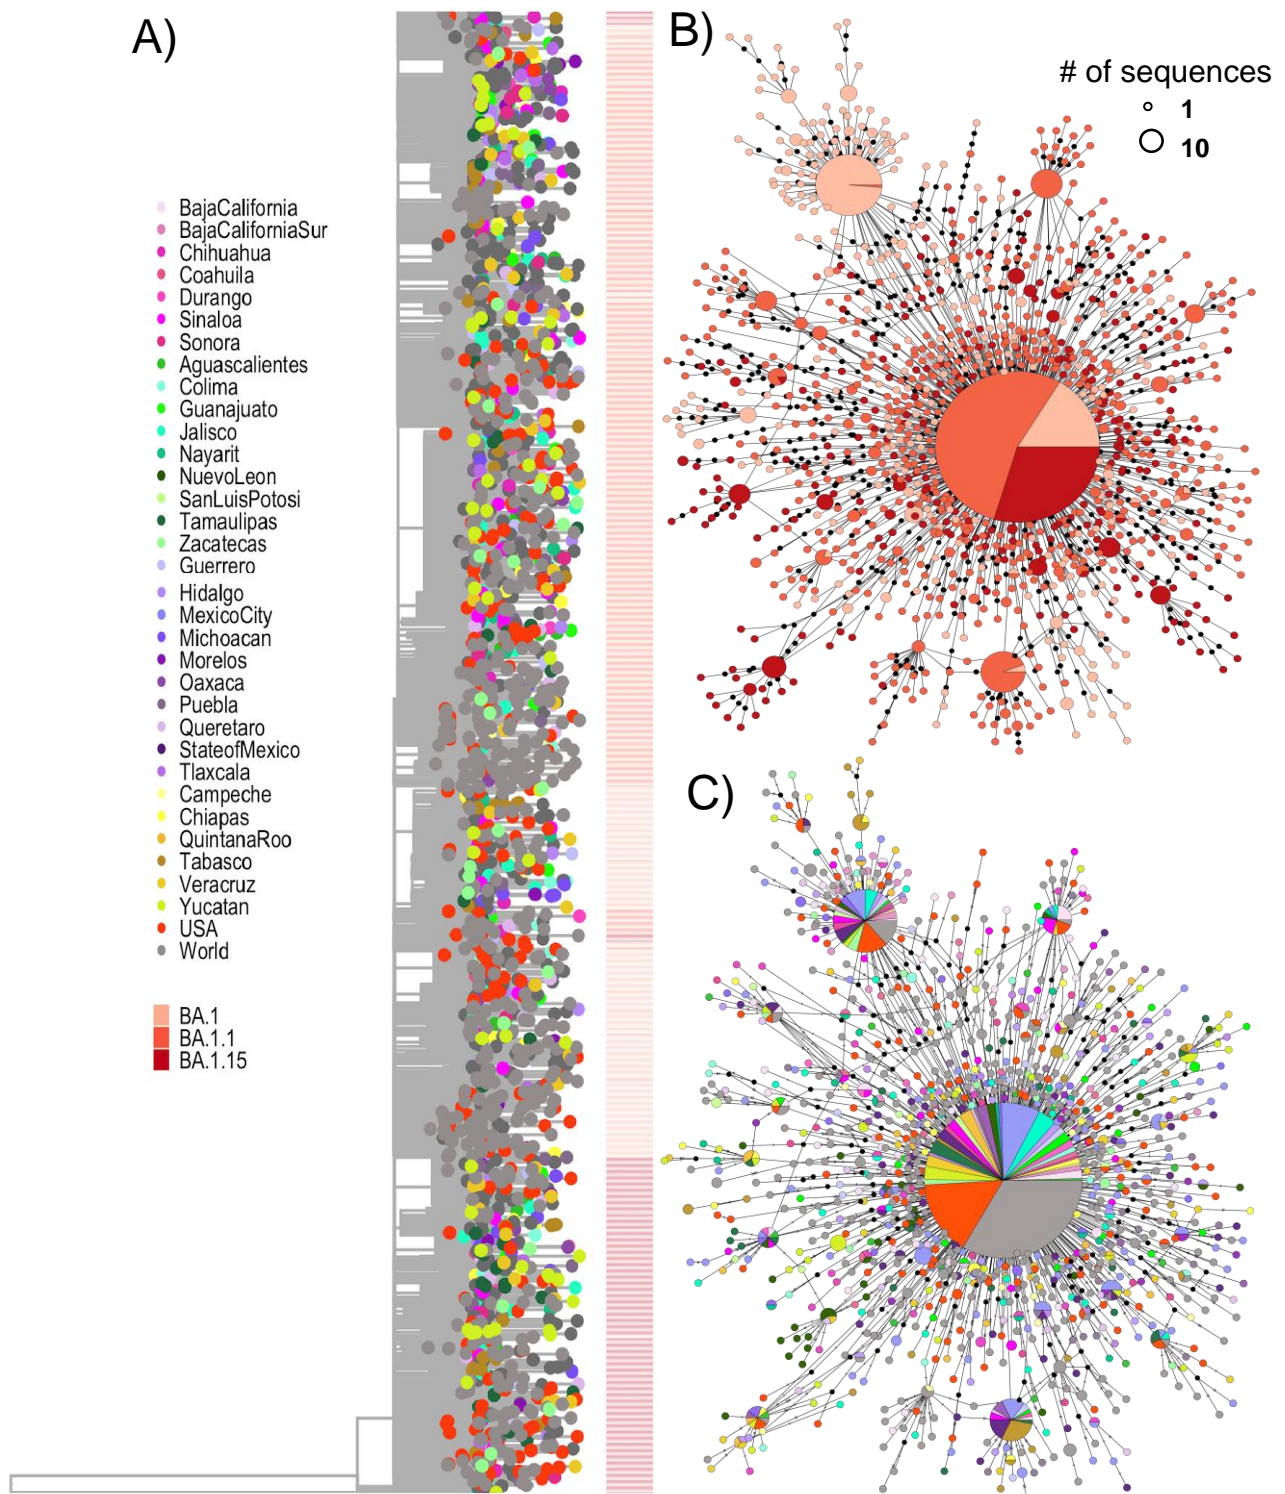 A)
B)
# of sequences
1
10
BajaCalifornia
BajaCaliforniaSur
Chihuahua
Coahuila
Durango
Sinaloa
Sonora
Aguascalientes
Colima
Guanajuato
Jalisco
Nayarit
NuevoLeon
SanLuisPotosi
Tamaulipas
Zacatecas
Guerrero
Hidalgo
MexicoCity
Michoacan
Morelos
Oaxaca
Puebla
Queretaro
StateofMexico
Tlaxcala
Campeche
Chiapas
QuintanaRoo
Tabasco
Veracruz
Yucatan
USA
World
BA.1
BA.1.1
BA.1.15
C)